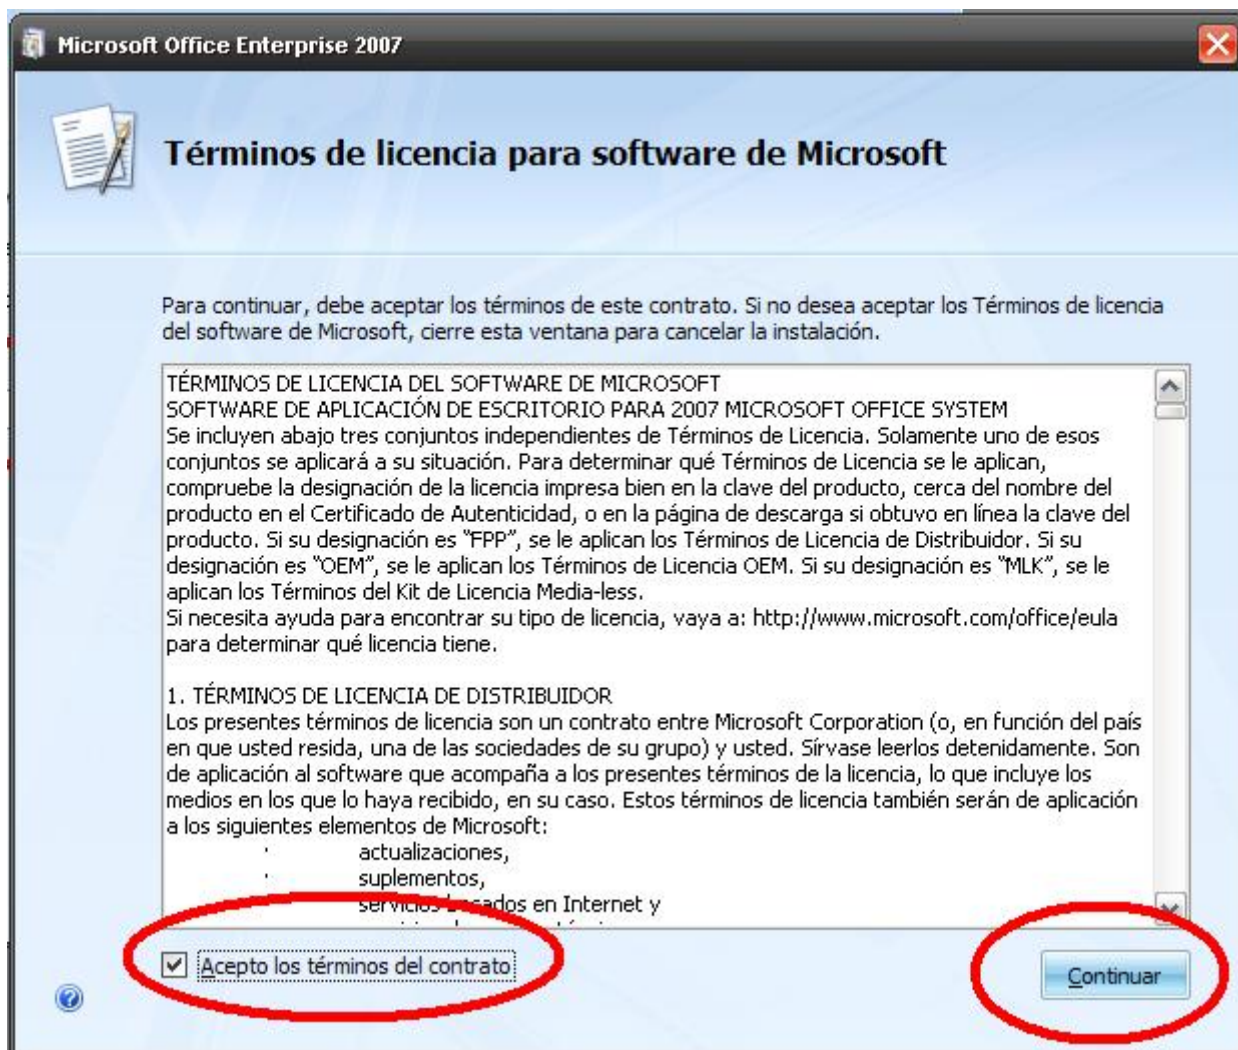 Microsoft Office Enterprise 2007
Términos de licencia para software de Microsoft
Para continuar, debe aceptar los términos de este contrato. Si no desea aceptar los Términos de licencia
del software de Microsoft, cierre esta ventana para cancelar la instalación.
TÉRMINOS DE LICENCIA DEL SOFTWARE DE MICROSOFT
SOFTWARE DE APLICACIÓN DE ESCRITORIO PARA 2007 MICROSOFT OFFICE SYSTEM
Se incluyen abajo tres conjuntos independientes de Términos de Licencia. Solamente uno de esos
conjuntos se aplicará a su situación. Para determinar qué Términos de Licencia se le aplican,
compruebe la designación de la licencia impresa bien en la clave del producto, cerca del nombre del
producto en el Certificado de Autenticidad, o en la página de descarga si obtuvo en línea la clave del
producto. Si su designación es “FPP”, se le aplican los Términos de Licencia de Distribuidor. Si su
designación es “OEM”, se le aplican los Términos de Licencia OEM. Si su designación es “MLK”, se le
aplican los Términos del Kit de Licencia Media-less.
Si necesita ayuda para encontrar su tipo de licencia, vaya a: http://www.microsoft.com/office/eula
para determinar qué licencia tiene.
1. TÉRMINOS DE LICENCIA DE DISTRIBUIDOR
Los presentes términos de licencia son un contrato entre Microsoft Corporation (o, en función del país
en que usted resida, una de las sociedades de su grupo) y usted. Sírvase leerlos detenidamente. Son
de aplicación al software que acompaña a los presentes términos de la licencia, lo que incluye los
medios en los que lo haya recibido, en su caso. Estos términos de licencia también serán de aplicación
a los siguientes elementos de Microsoft:
· actualizaciones,
· suplementos,
servicios basados en Internet y
Acepto los términos del contrato
Continuar